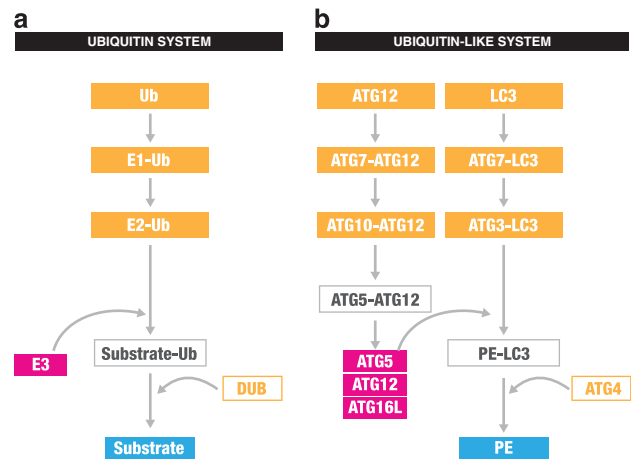 a
UBIQUITIN SYSTEM
Ub
E1-Ub
E2-Ub
E3
Substrate-Ub
DUB
Substrate
b
UBIQUITIN-LIKE SYSTEM
ATG12
LC3
ATG7-ATG12
ATG7-LC3
ATG10-ATG12
ATG3-LC3
ATG5-ATG12
ATG5
ATG12
ATG16L
PE-LC3
ATG4
PE